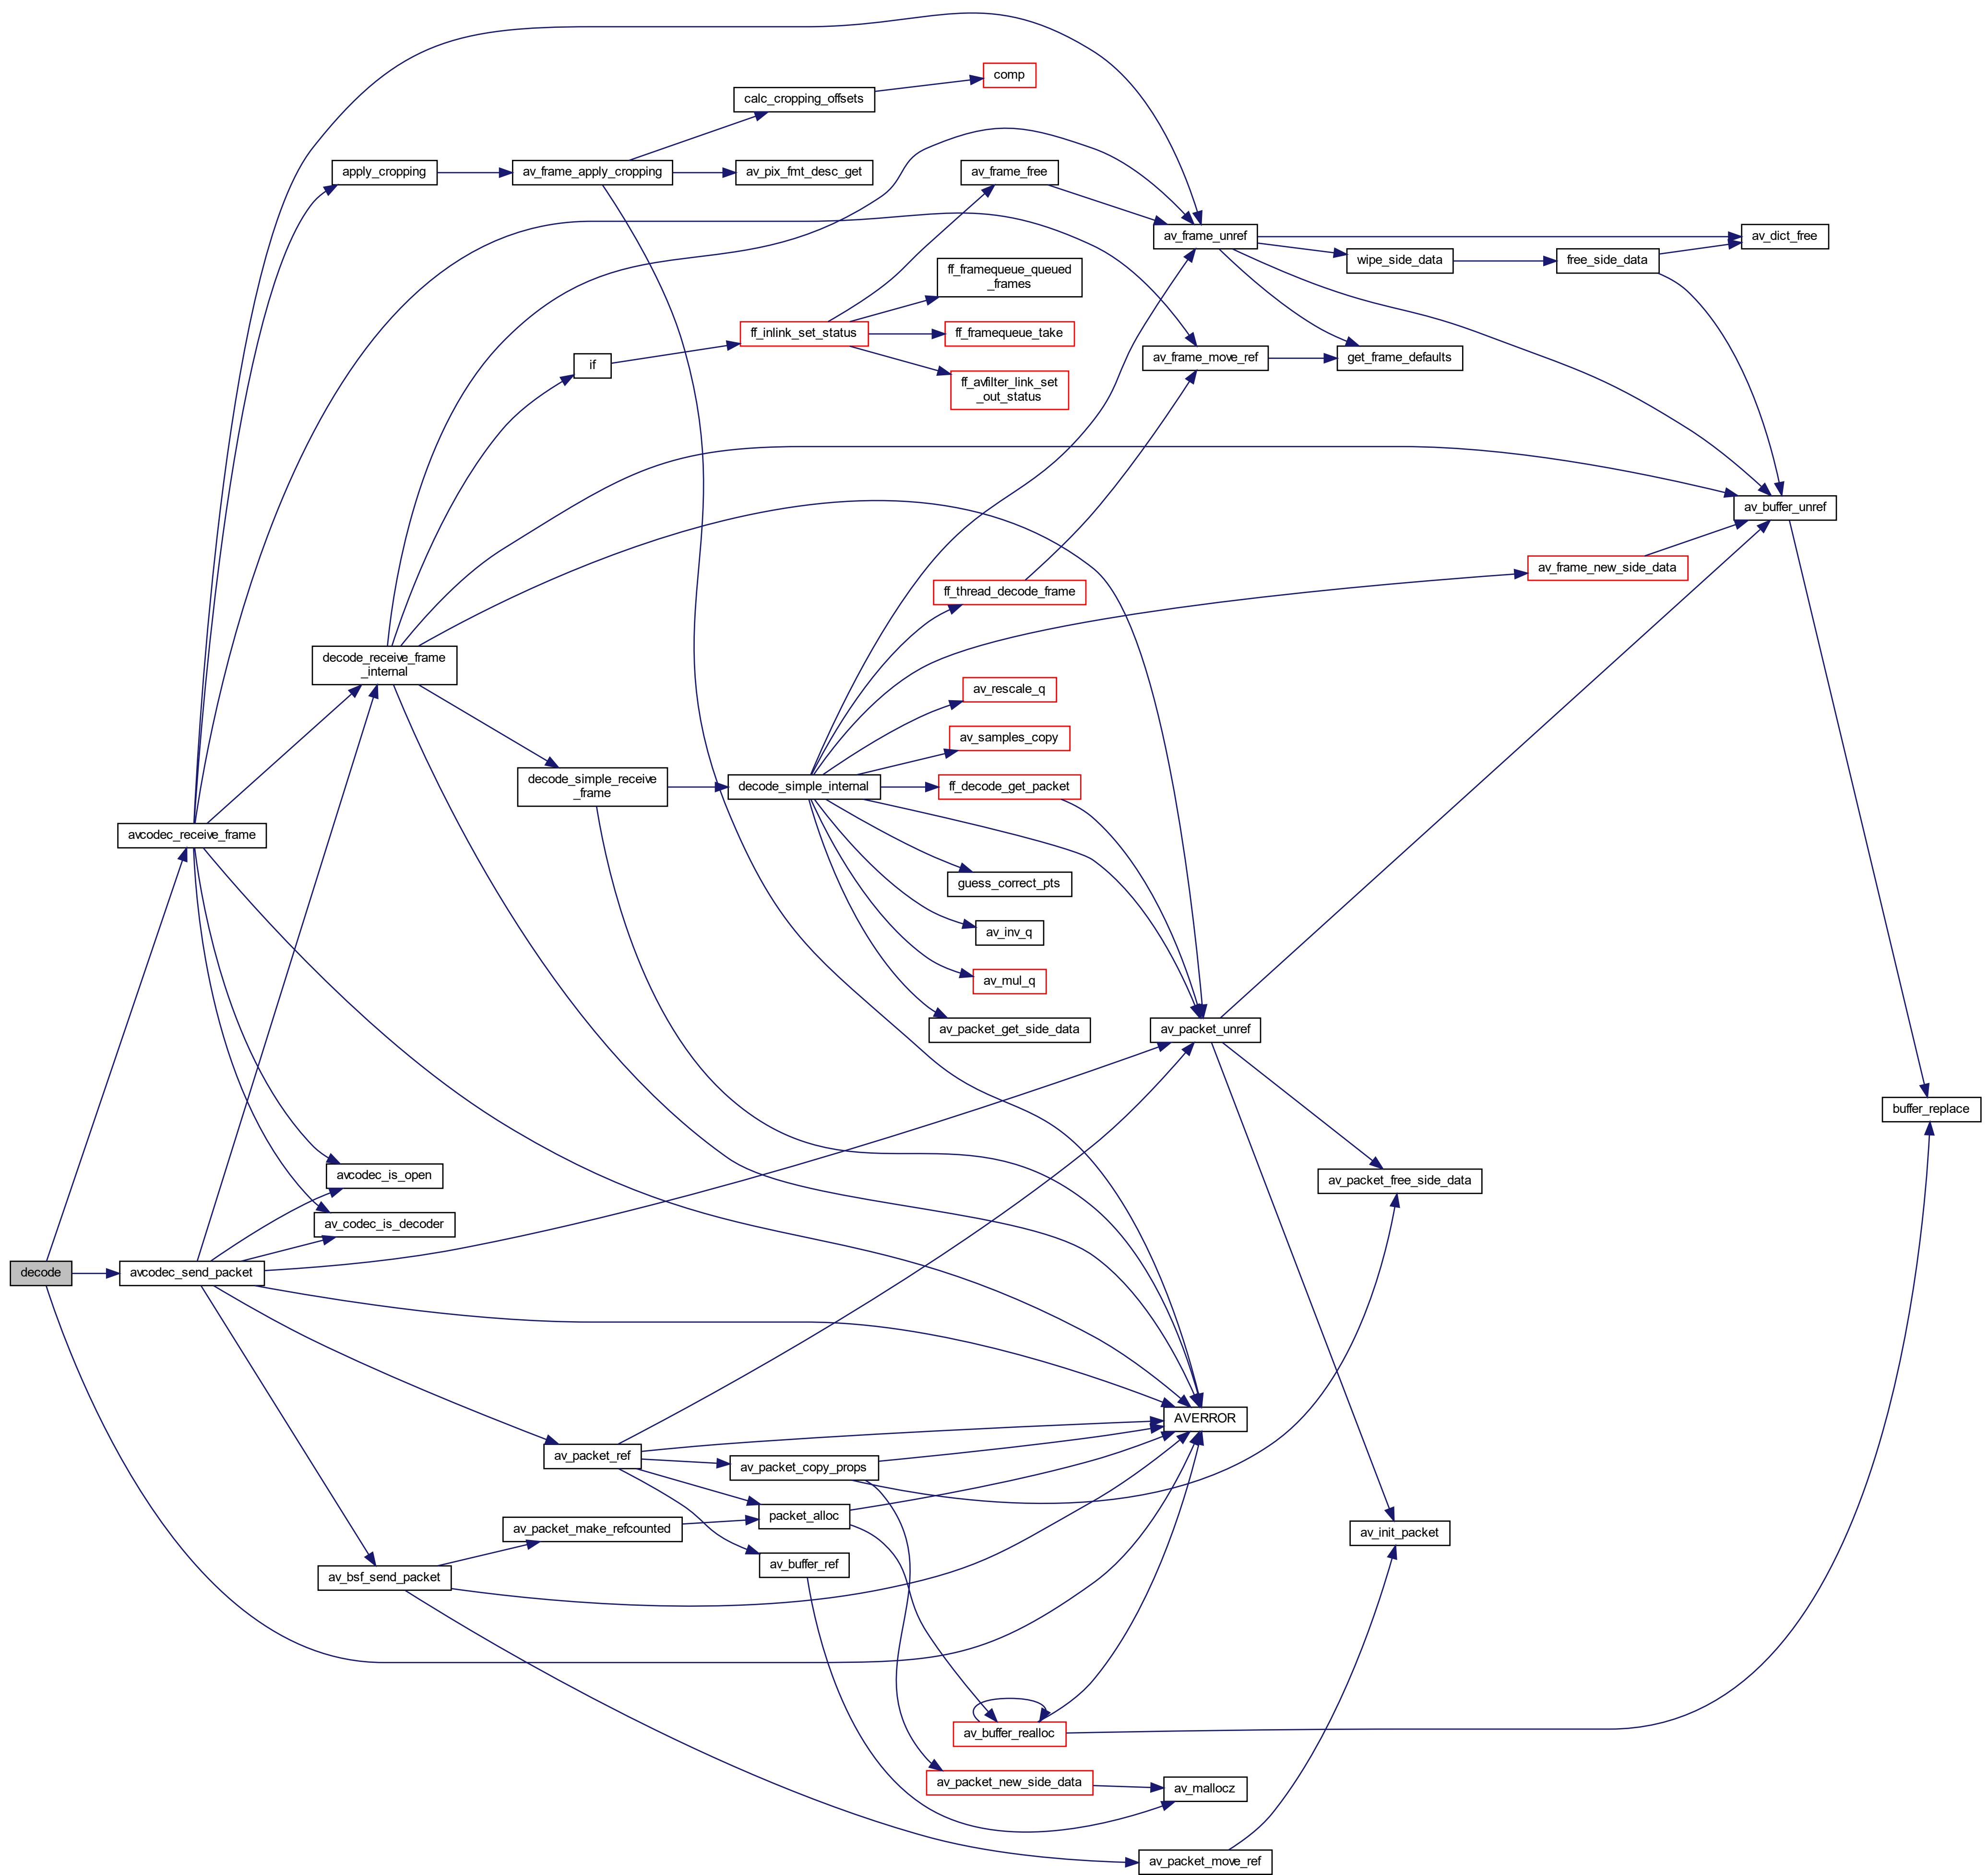 comp
calc_cropping_offsets
apply_cropping
av_frame_apply_cropping
av_pix_fmt_desc_get
av_frame_free
av_frame_unref
av_dict_free
wipe_side_data
free_side_data
ff_framequeue_queued
_frames
ff_inlink_set_status
ff_framequeue_take
av_frame_move_ref
get_frame_defaults
if
ff_avfilter_link_set
_out_status
av_buffer_unref
av_frame_new_side_data
ff_thread_decode_frame
decode_receive_frame
_internal
av_rescale_q
av_samples_copy
decode_simple_receive
_frame
decode_simple_internal
ff_decode_get_packet
avcodec_receive_frame
guess_correct_pts
av_inv_q
av_mul_q
av_packet_get_side_data
av_packet_unref
buffer_replace
avcodec_is_open
av_packet_free_side_data
av_codec_is_decoder
decode
avcodec_send_packet
AVERROR
av_packet_ref
av_packet_copy_props
packet_alloc
av_packet_make_refcounted
av_init_packet
av_buffer_ref
av_bsf_send_packet
av_buffer_realloc
av_packet_new_side_data
av_mallocz
av_packet_move_ref